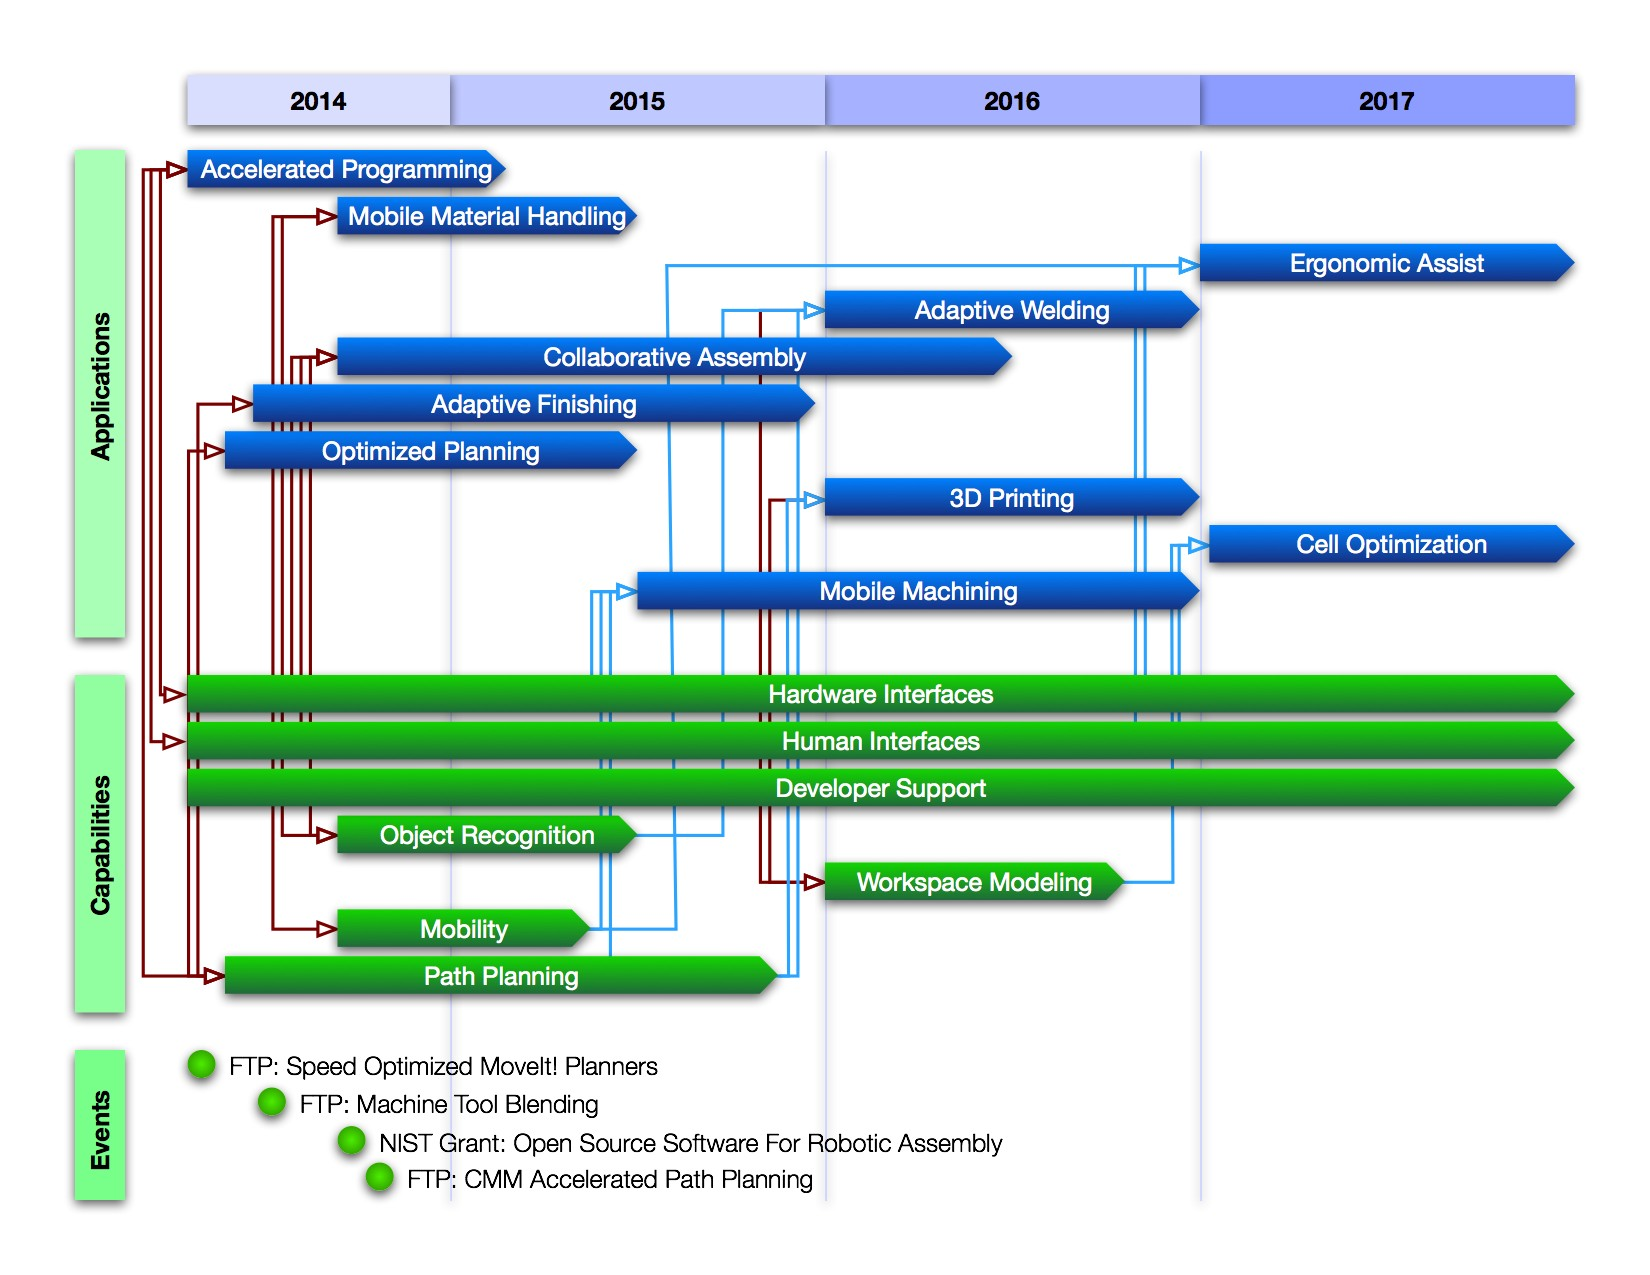 2014
2015
2016
2017
Applications
Accelerated Programming
Mobile Material Handling
Ergonomic Assist
Adaptive Welding
Collaborative Assembly
Adaptive Finishing
Optimized Planning
3D Printing
Cell Optimization
Mobile Machining
Capabilities
Hardware Interfaces
Human Interfaces
Developer Support
Object Recognition
Workspace Modeling
Mobility
Path Planning
Events
FTP: Speed Optimized MoveIt! Planners
FTP: Machine Tool Blending
NIST Grant: Open Source Software For Robotic Assembly
FTP: CMM Accelerated Path Planning